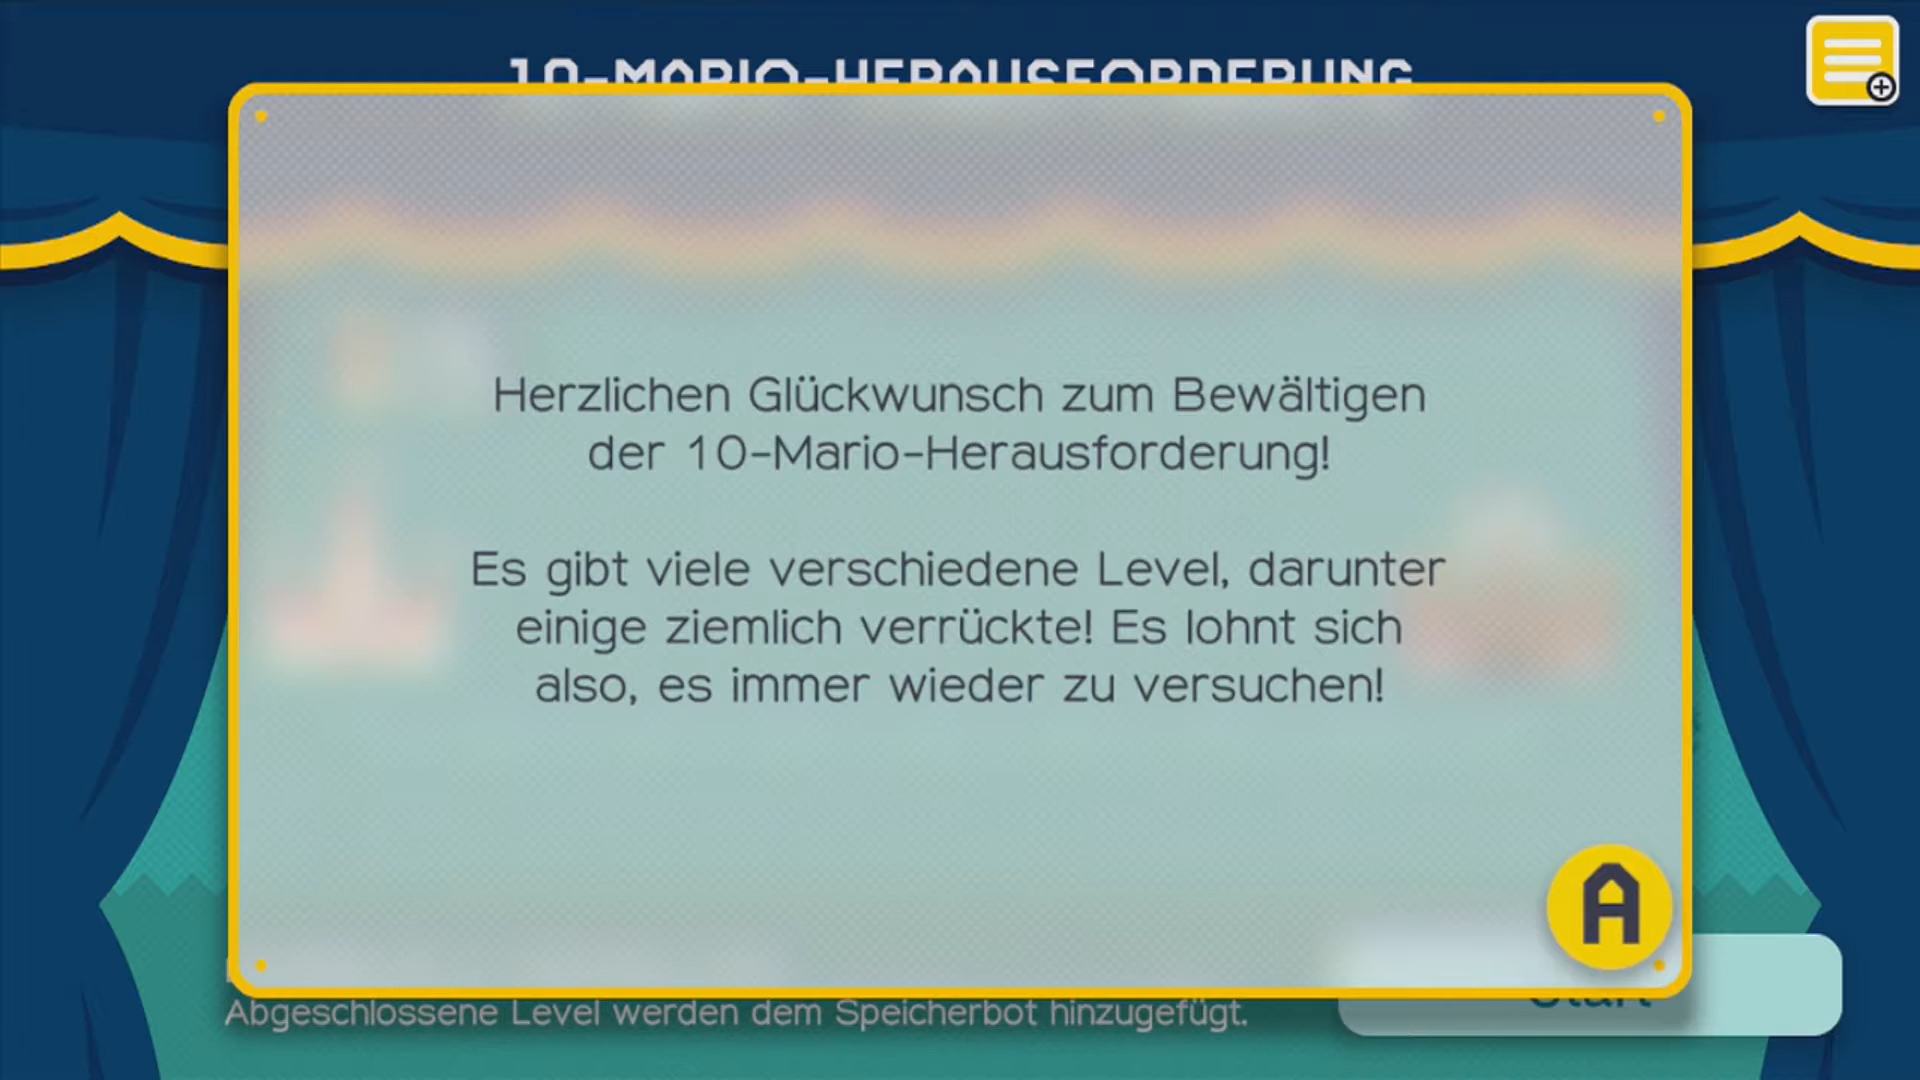 10-MARIO-HERAUSFORDERUNG
Herzlichen Glückwunsch zum Bewältigen
der 10-Mario-Herausforderung!
Es gibt viele verschiedene Level, darunter
einige ziemlich verrückte! Es lohnt sich
also, es immer wieder zu versuchen!
A
Abgeschlossene Level werden dem Speicherbot hinzugefügt.
Start